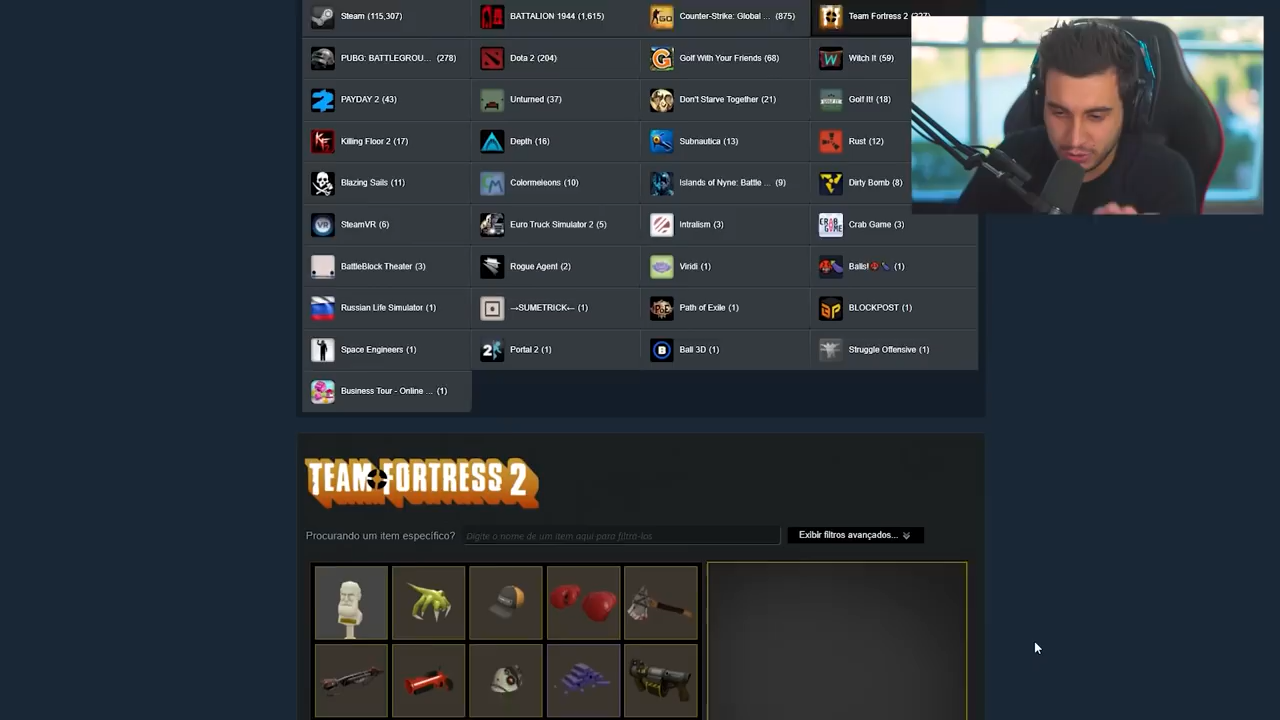 Steam (115,307)
BATTALION 1944 (1,615)
Counter-Strike: Global ... (875)
Team Fortress 2
PUBG: BATTLEGROU... (278)
Dota 2 (204)
Golf With Your Friends (68)
Witch It (59)
PAYDAY 2 (43)
Unturned (37)
Don't Starve Together
Golf It! (18)
Killing Floor 2 (17)
Depth (16)
Subnautica (13)
Rust (12)
Blazing Sails (11)
Colormeleons (10)
Islands of Nyne: Battle ... (9)
Dirty Bomb (8)
SteamVR (6)
Euro Truck Simulator 2 (5)
Intralism (3)
Crab Game (3)
BattleBlock Theater (3)
Rogue Agent (2)
Viridi (1)
Balls! (1)
Russian Life Simulator (1)
→SUMETRICK← (1)
Path of Exile (1)
BLOCKPOST (1)
Space Engineers (1)
Portal 2 (1)
Ball 3D (1)
Struggle Offensive (1)
Business Tour - Online ... (1)
TEAM FORTRESS 2
Procurando um item específico?
Digite o nome de um item aqui para filtrá-los
Exibir filtros avançados...